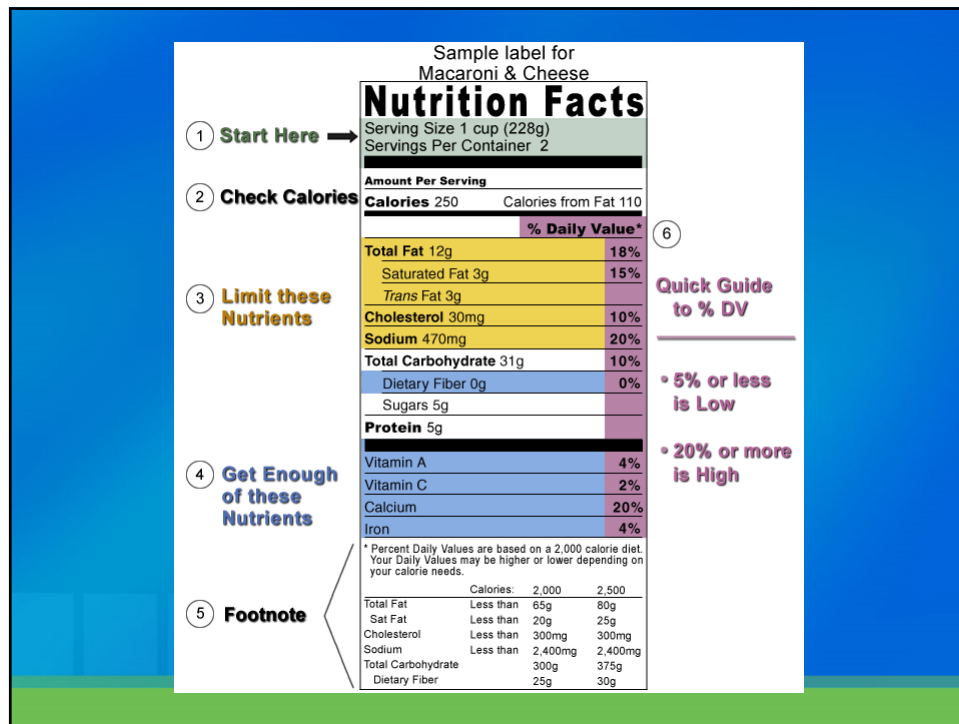 Sample label for
Macaroni & Cheese
Nutrition Facts
① Start Here
Serving Size 1 cup (228g)
Servings Per Container 2
Amount Per Serving
② Check Calories
Calories 250 Calories from Fat 110
% Daily Value*
⑥
Total Fat 12g 18%
Saturated Fat 3g 15%
Trans Fat 3g
③ Limit these
Nutrients
Cholesterol 30mg 10%
Sodium 470mg 20%
Total Carbohydrate 31g 10%
Dietary Fiber 0g 0%
Sugars 5g
Protein 5g
Quick Guide
to % DV
• 5% or less
is Low
• 20% or more
is High
④ Get Enough
of these
Nutrients
Vitamin A 4%
Vitamin C 2%
Calcium 20%
Iron 4%
* Percent Daily Values are based on a 2,000 calorie diet.
Your Daily Values may be higher or lower depending on
your calorie needs.
⑤ Footnote
Calories: 2,000 2,500
Total Fat Less than 65g 80g
Sat Fat Less than 20g 25g
Cholesterol Less than 300mg 300mg
Sodium Less than 2,400mg 2,400mg
Total Carbohydrate 300g 375g
Dietary Fiber 25g 30g